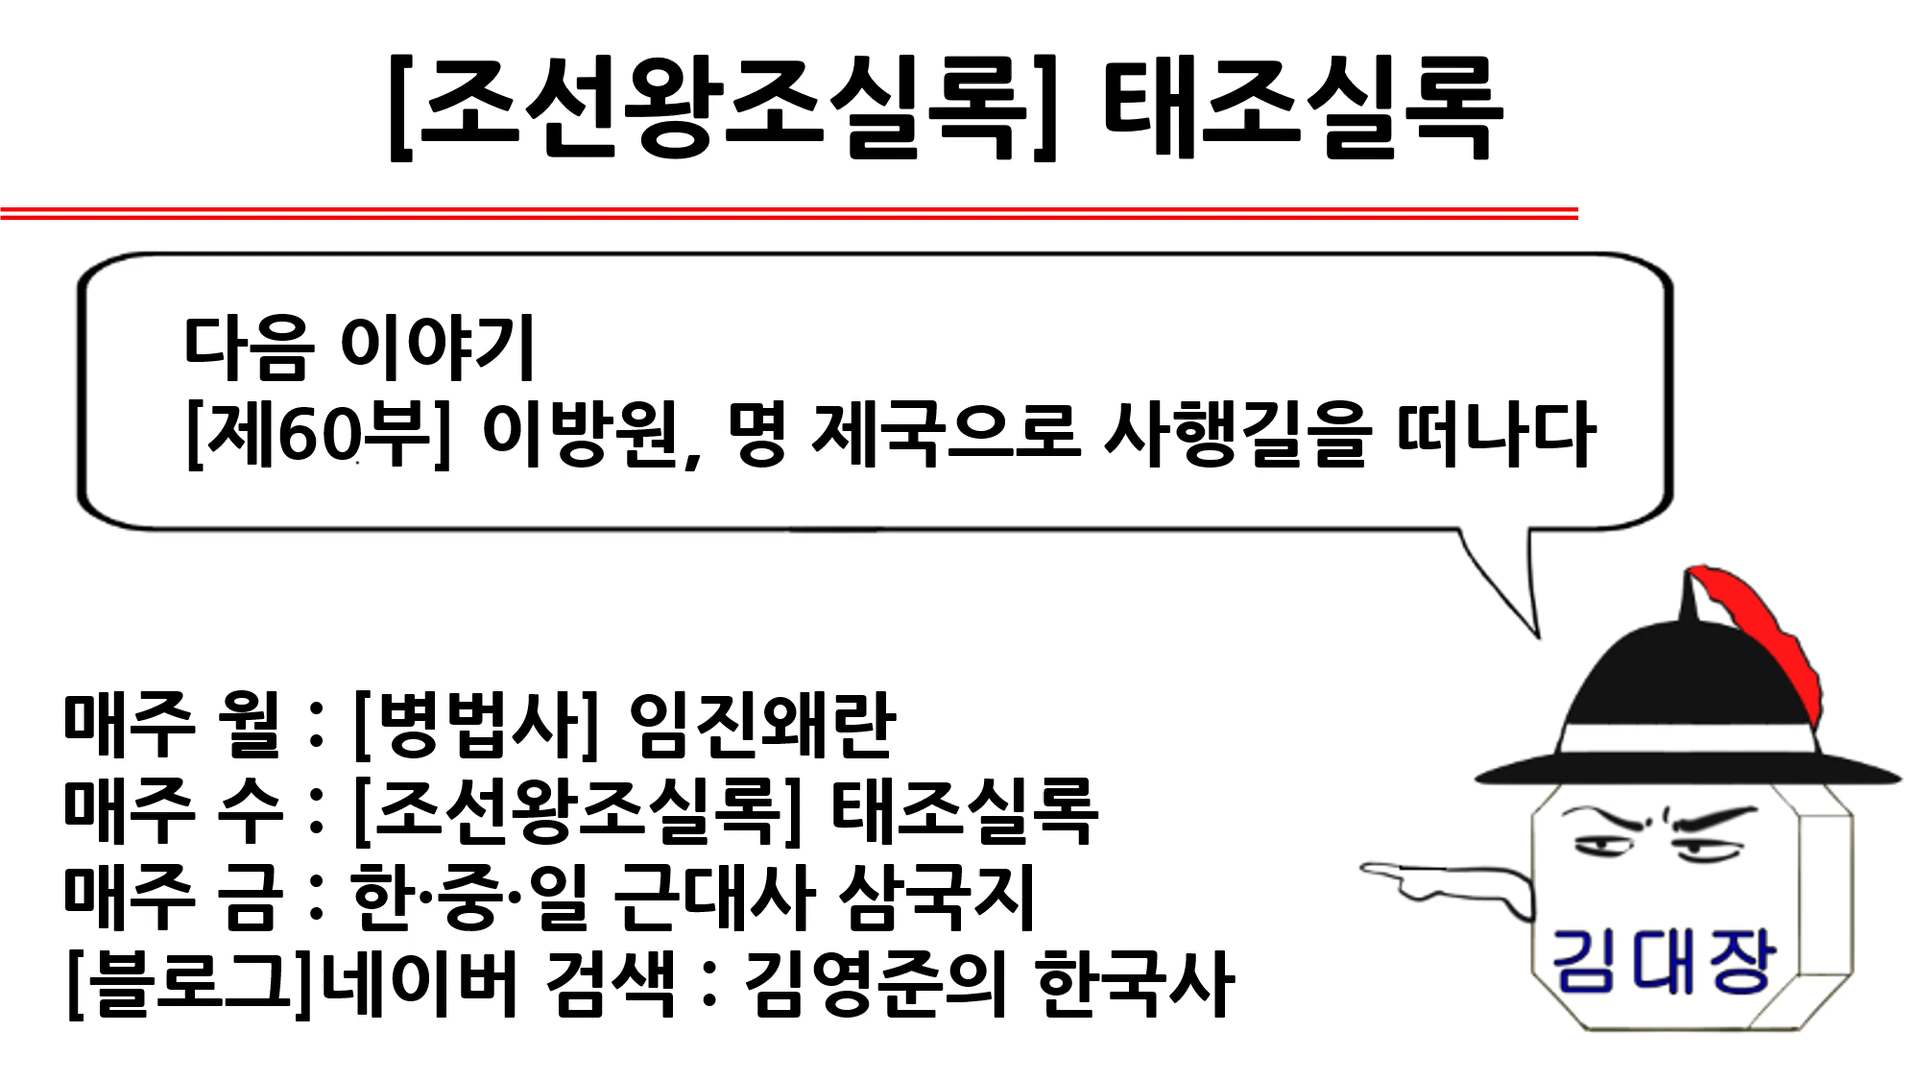 [조선왕조실록] 태조실록
다음 이야기
[제60부] 이방원, 명 제국으로 사행길을 떠나다
매주 월 : [병법사] 임진왜란
매주 수 : [조선왕조실록] 태조실록
매주 금 : 한·중·일 근대사 삼국지
[블로그]네이버 검색 : 김영준의 한국사
김대장